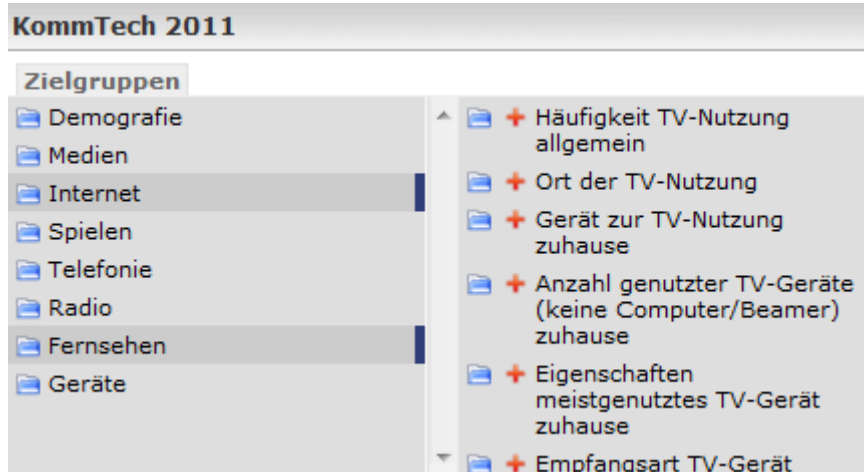 KommTech 2011
Zielgruppen
Demografie
Medien
Internet
Spielen
Telefonie
Radio
Fernsehen
Geräte
Häufigkeit TV-Nutzung
allgemein
Ort der TV-Nutzung
Gerät zur TV-Nutzung
zuhause
Anzahl genutzter TV-Geräte
(keine Computer/Beamer)
zuhause
Eigenschaften
meistgenutztes TV-Gerät
zuhause
Empfangsart TV-Gerät